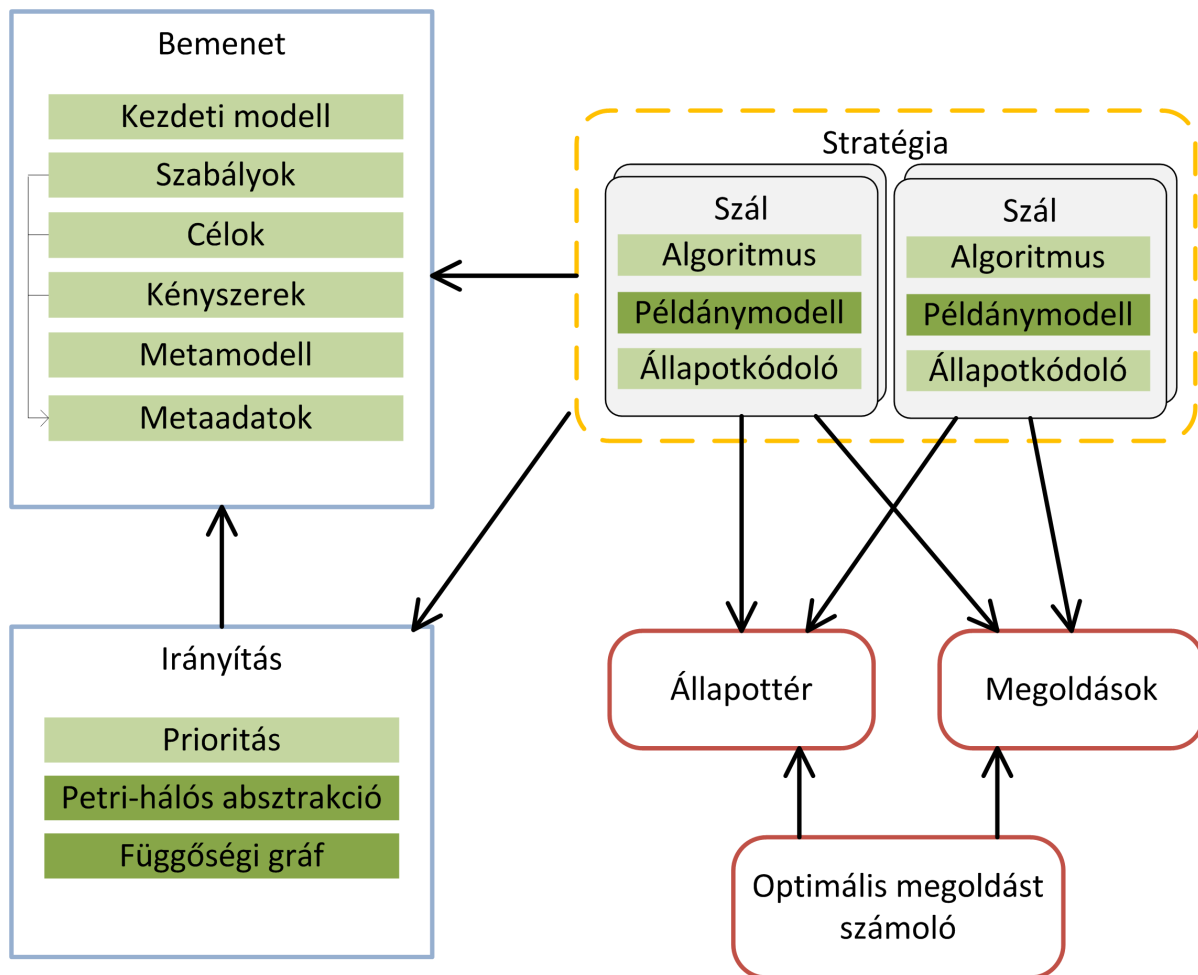 Bemenet
Kezdeti modell
Szabályok
Célok
Kényszerek
Metamodell
Metaadatok
Stratégia
Szál
Algoritmus
Példánymodell
Állapotkódoló
Szál
Algoritmus
Példánymodell
Állapotkódoló
Irányítás
Prioritás
Petri-hálós absztrakció
Függőségi gráf
Állapottér
Megoldások
Optimális megoldást
számoló